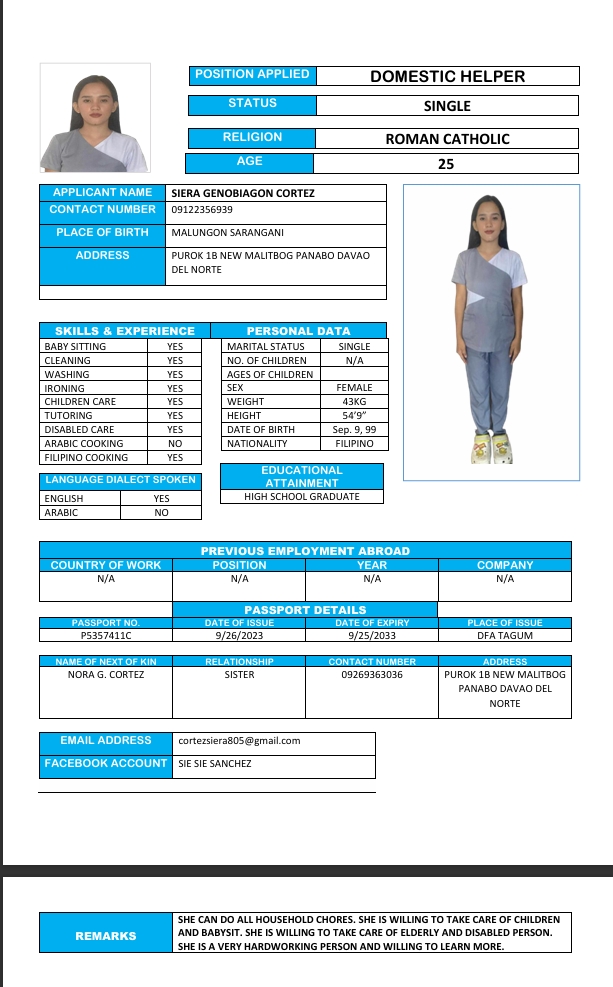 POSITION APPLIED DOMESTIC HELPER
STATUS SINGLE
RELIGION ROMAN CATHOLIC
AGE 25
APPLICANT NAME SIERA GENOBIAGON CORTEZ
CONTACT NUMBER 09122356939
PLACE OF BIRTH MALUNGON SARANGANI
ADDRESS PUROK 1B NEW MALITBOG PANABO DAVAO
DEL NORTE
SKILLS & EXPERIENCE PERSONAL DATA
BABY SITTING YES MARITAL STATUS SINGLE
CLEANING YES NO. OF CHILDREN N/A
WASHING YES AGES OF CHILDREN
IRONING YES SEX FEMALE
CHILDREN CARE YES WEIGHT 43KG
TUTORING YES HEIGHT 54'9”
DISABLED CARE YES DATE OF BIRTH Sep. 9, 99
ARABIC COOKING NO NATIONALITY FILIPINO
FILIPINO COOKING YES
LANGUAGE DIALECT SPOKEN
ENGLISH YES
ARABIC NO
EDUCATIONAL
ATTAINMENT
HIGH SCHOOL GRADUATE
PREVIOUS EMPLOYMENT ABROAD
COUNTRY OF WORK POSITION YEAR COMPANY
N/A N/A N/A N/A
PASSPORT DETAILS
PASSPORT NO. DATE OF ISSUE DATE OF EXPIRY PLACE OF ISSUE
P5357411C 9/26/2023 9/25/2033 DFA TAGUM
NAME OF NEXT OF KIN RELATIONSHIP CONTACT NUMBER ADDRESS
NORA G. CORTEZ SISTER 09269363036 PUROK 1B NEW MALITBOG
PANABO DAVAO DEL
NORTE
EMAIL ADDRESS cortezsiera805@gmail.com
FACEBOOK ACCOUNT SIE SIE SANCHEZ
REMARKS
SHE CAN DO ALL HOUSEHOLD CHORES. SHE IS WILLING TO TAKE CARE OF CHILDREN
AND BABYSIT. SHE IS WILLING TO TAKE CARE OF ELDERLY AND DISABLED PERSON.
SHE IS A VERY HARDWORKING PERSON AND WILLING TO LEARN MORE.